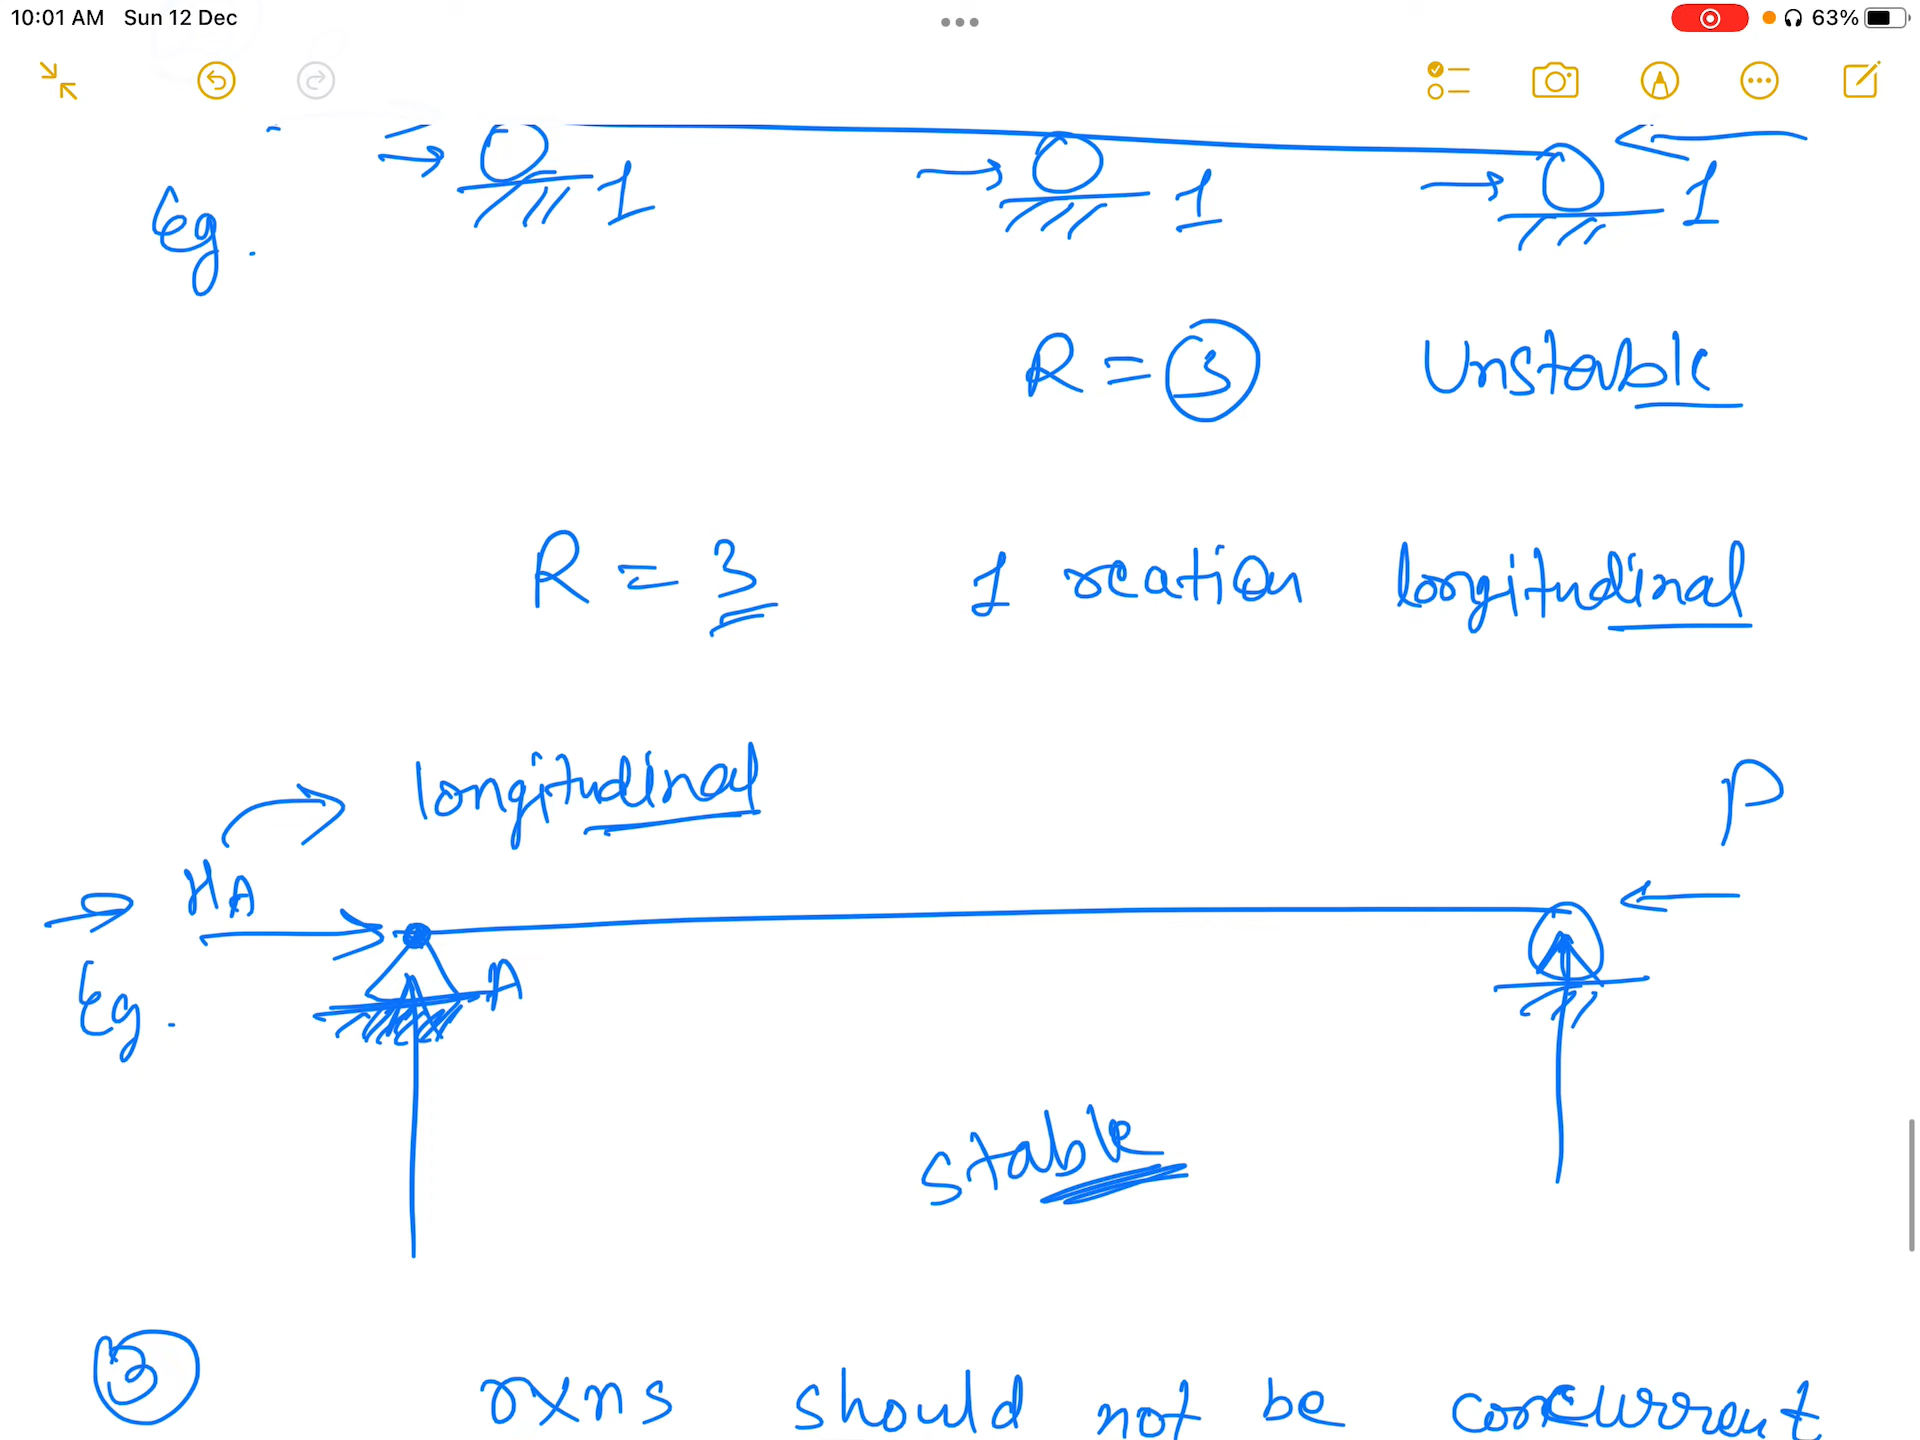 10:01 AM Sun 12 Dec 63%
1 1 1
Eg.
R = 3 Unstable
R = 3 1 reation longitudinal
longitudinal
P
HA
A
Eg.
stable
3 rxns should not be concurrent